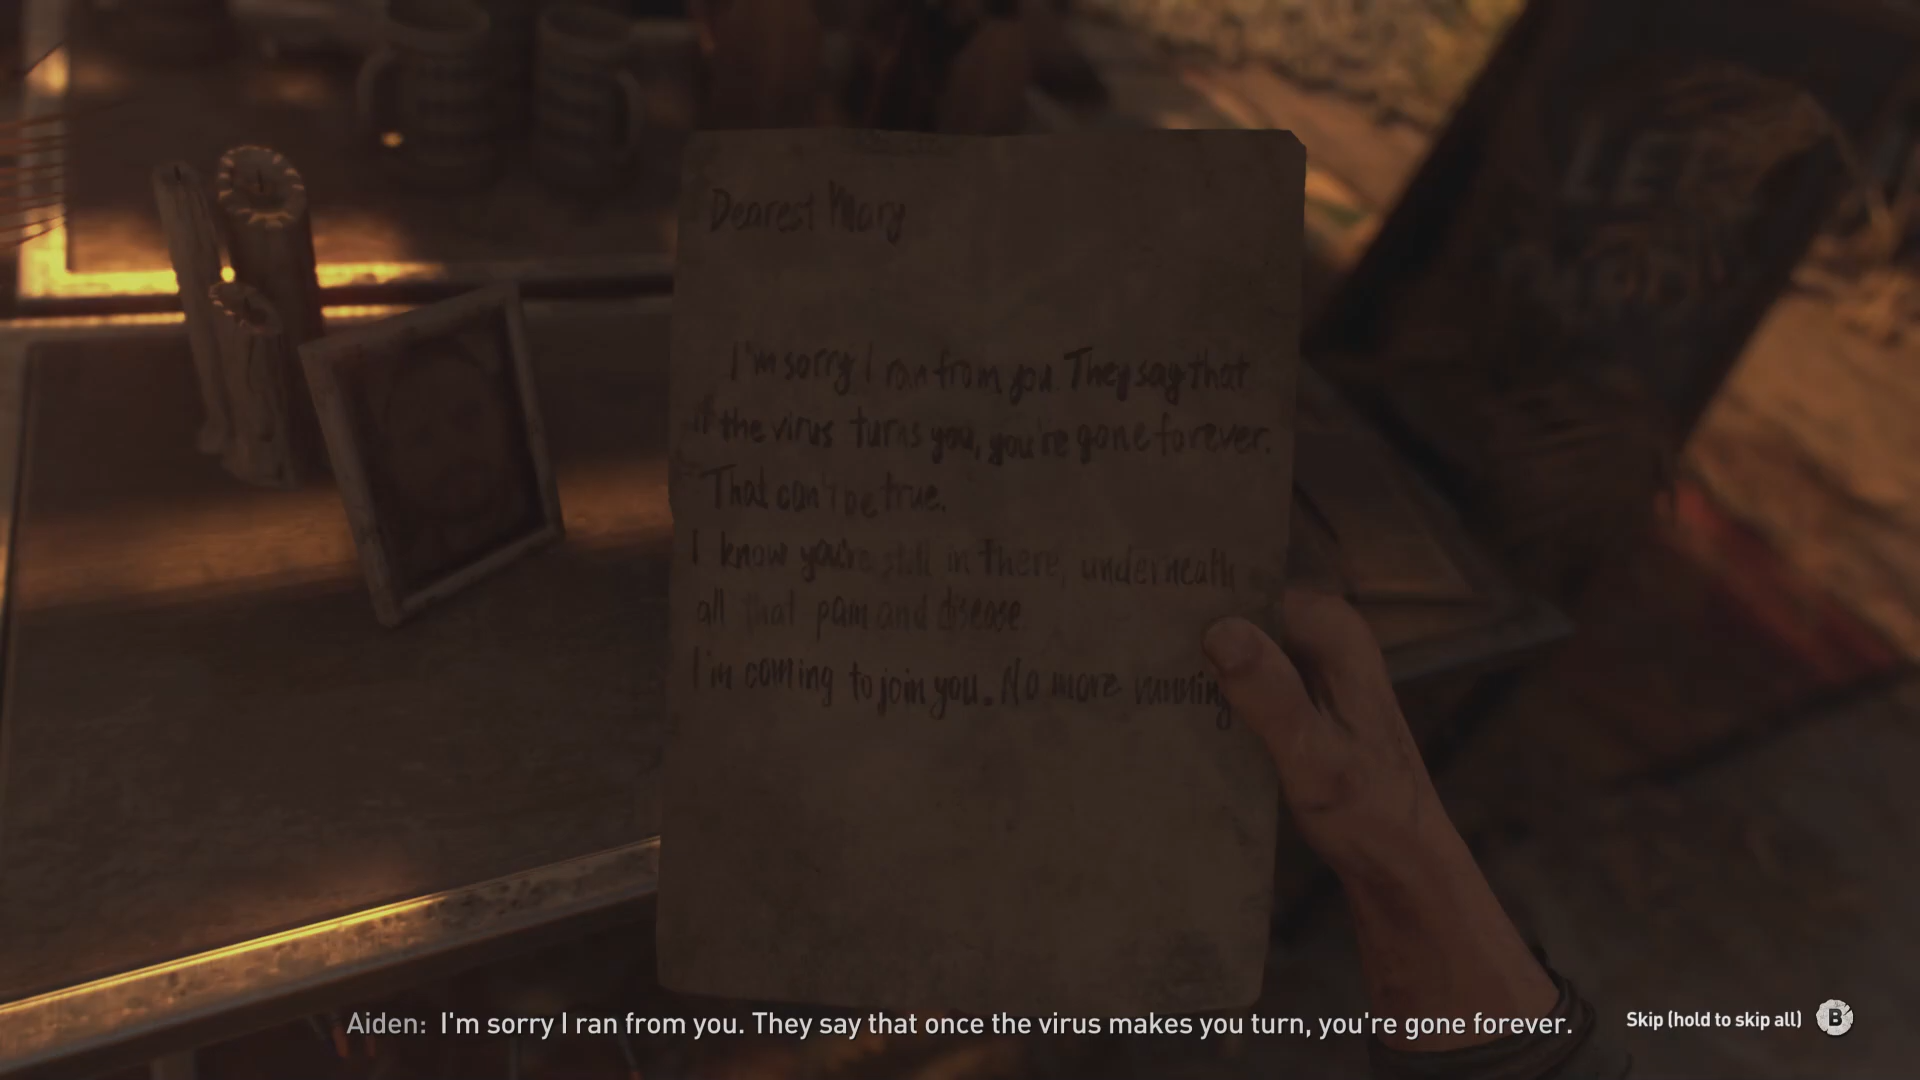 Dearest Mary
I'm sorry I ran from you. They say that
if the virus turns you, you're gone forever.
That can't be true.
I know you're still in there, underneath
all that pain and disease.
I'm coming to join you. No more running
Aiden: I'm sorry I ran from you. They say that once the virus makes you turn, you're gone forever.
Skip (hold to skip all) B